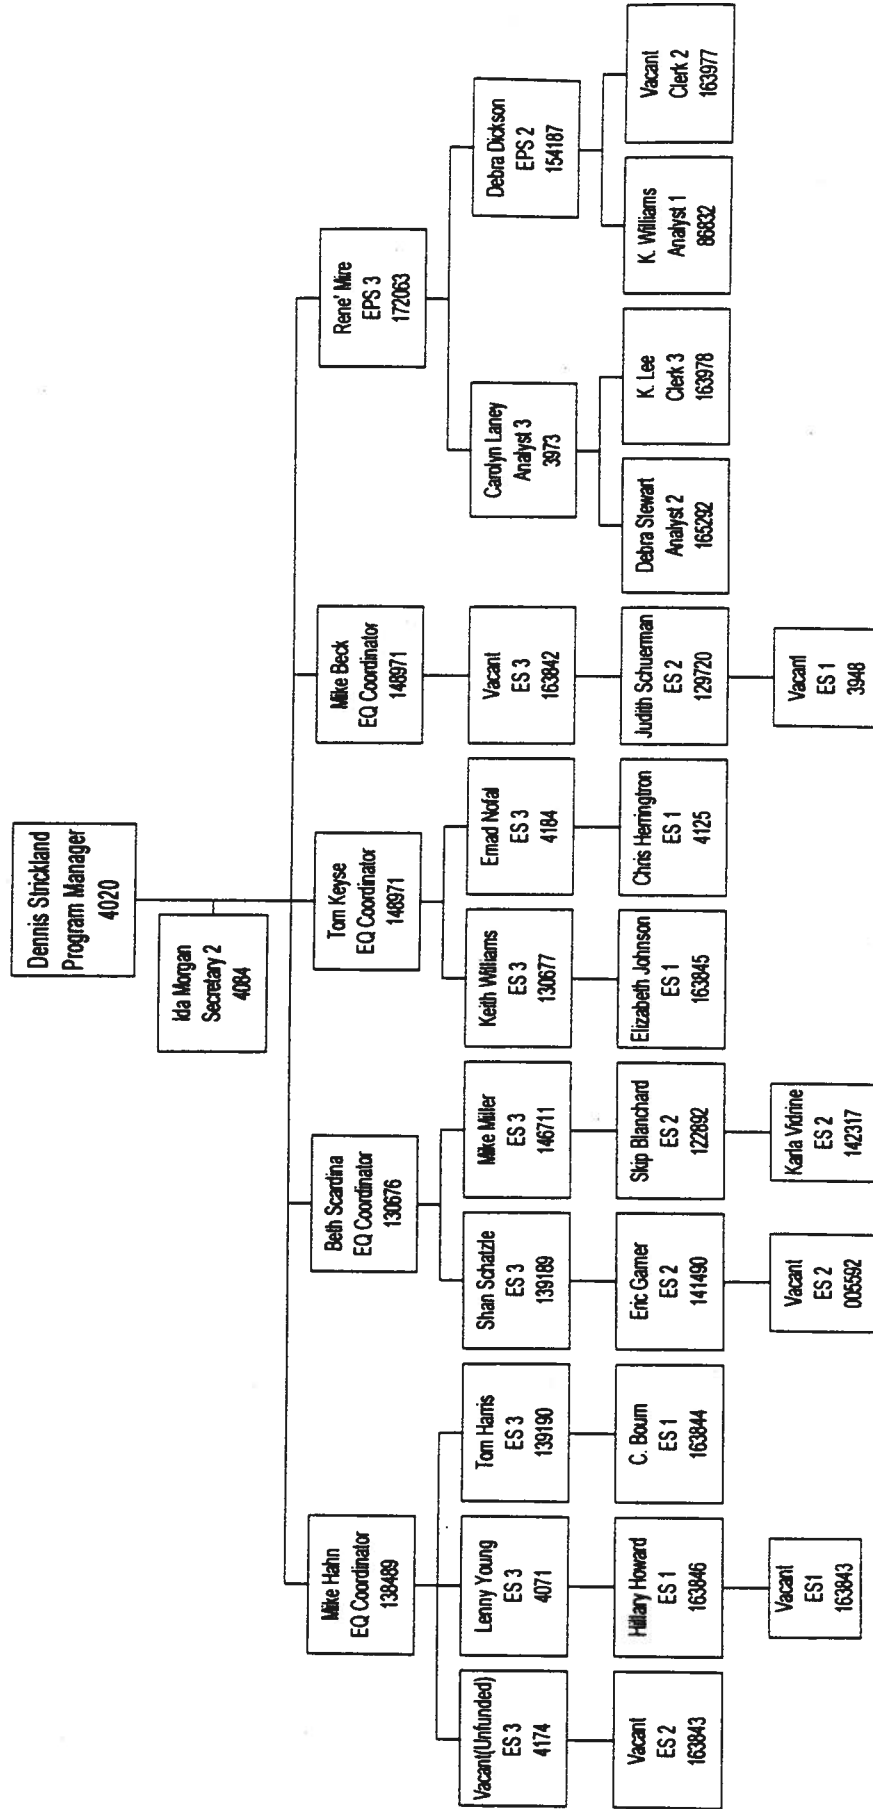 Dennis Strickland
Program Manager
4020
Ida Morgan
Secretary 2
4084
Mike Hahn
EQ Coordinator
138489
Beth Scardina
EQ Coordinator
130676
Tom Keyse
EQ Coordinator
148971
Mike Beck
EQ Coordinator
148971
Rene' Mire
EPS 3
172063
Vacant(Unfunded)
ES 3
4174
Lenny Young
ES 3
4071
Tom Harris
ES 3
139190
Shan Schatzle
ES 3
139189
Mike Miller
ES 3
146711
Keith Williams
ES 3
130677
Emad Nofal
ES 3
4184
Vacant
ES 3
163842
Carolyn Laney
Analyst 3
3973
Debra Dickson
EPS 2
154187
Vacant
ES 2
163843
Hillary Howard
ES 1
163846
C. Bourn
ES 1
163844
Eric Garner
ES 2
141490
Skip Blanchard
ES 2
122892
Elizabeth Johnson
ES 1
163845
Chris Herringtron
ES 1
4125
Judith Schuerman
ES 2
129720
Debra Stewart
Analyst 2
165292
K. Lee
Clerk 3
163978
K. Williams
Analyst 1
86832
Vacant
Clerk 2
163977
Vacant
ES1
163843
Vacant
ES 2
005592
Karla Vidrine
ES 2
142317
Vacant
ES 1
3948